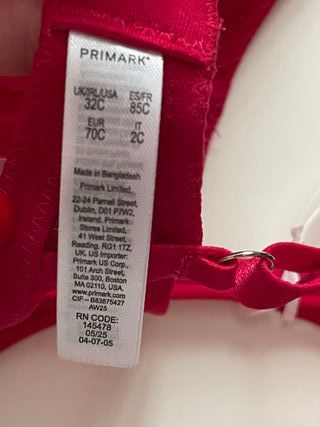 PRIMARK*
UK/IRL/USA ES/FR
32C 85C
EUR IT
70C 2C
Made in Bangladesh
Primark Limited,
22-24 Parnell Street,
Dublin, D01 P7W2,
Ireland. Primark
Stores Limited,
41 West Street,
Reading, RG1 1TZ,
UK. US Importer:
Primark US Corp.,
101 Arch Street,
Suite 300, Boston
MA 02110, USA
www.primark.com
CIF - B83875427
AW25
RN CODE:
145478
05/25
04-07-05